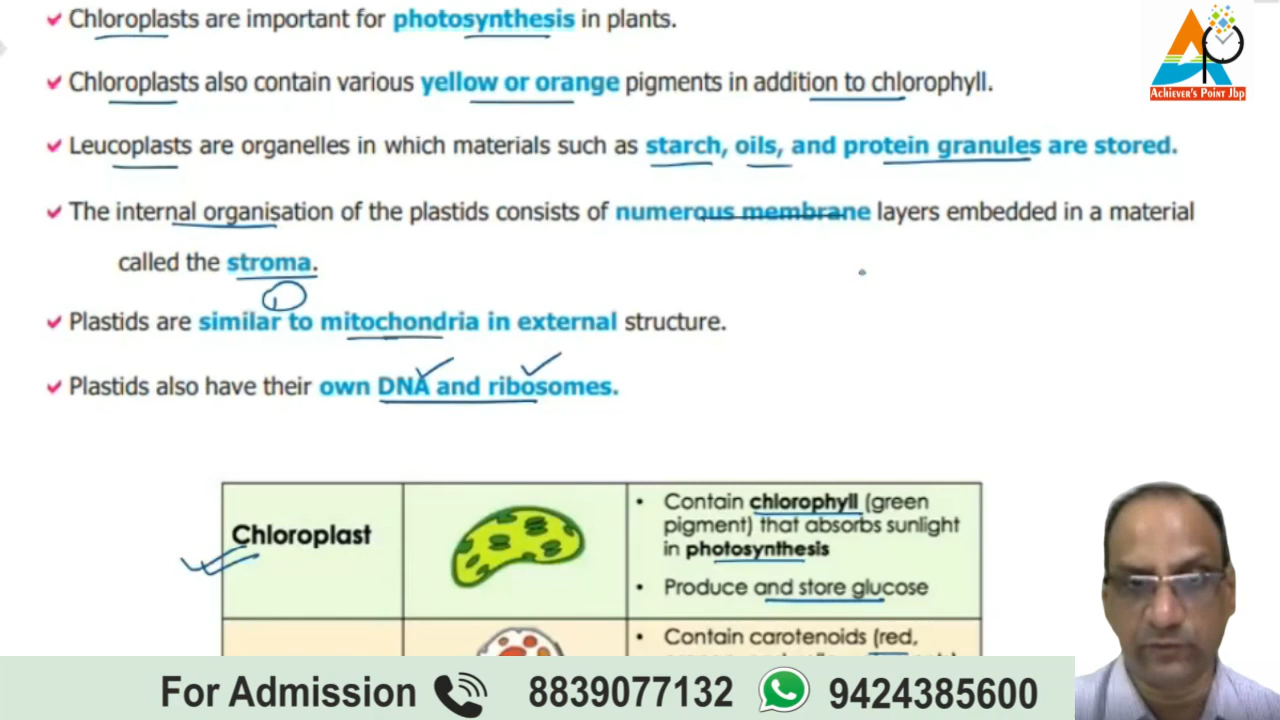 Chloroplasts are important for photosynthesis in plants.
Chloroplasts also contain various yellow or orange pigments in addition to chlorophyll.
Leucoplasts are organelles in which materials such as starch, oils, and protein granules are stored.
The internal organisation of the plastids consists of numerous membrane layers embedded in a material
called the stroma.
Plastids are similar to mitochondria in external structure.
Plastids also have their own DNA and ribosomes.
Chloroplast
• Contain chlorophyll (green
pigment) that absorbs sunlight
in photosynthesis
• Produce and store glucose
• Contain carotenoids (red,
ACHIEVER'S POINT JBP
For Admission 8839077132 9424385600